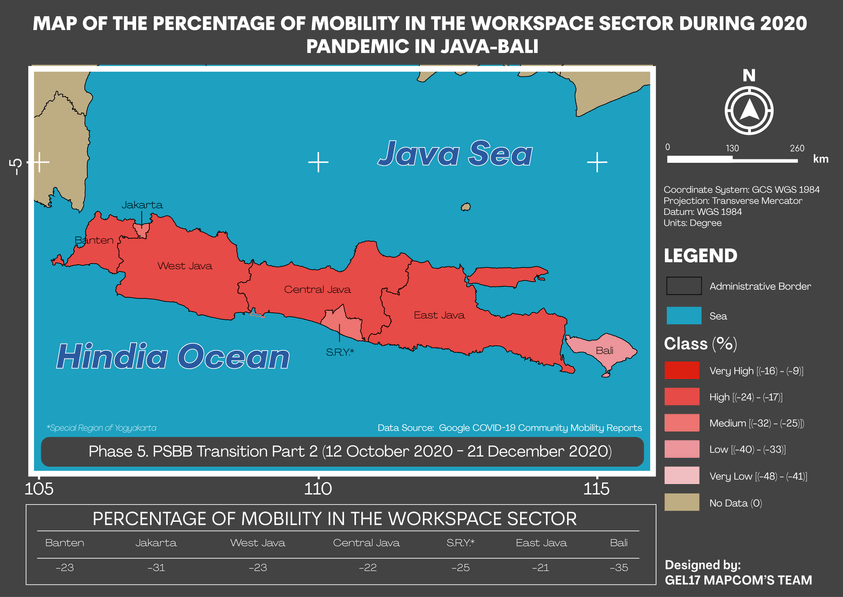 MAP OF THE PERCENTAGE OF MOBILITY IN THE WORKSPACE SECTOR DURING 2020
PANDEMIC IN JAVA-BALI
N
0 130 260
km
-5
Java Sea
Coordinate System: GCS WGS 1984
Projection: Transverse Mercator
Datum: WGS 1984
Units: Degree
Jakarta
Banten
West Java
Central Java
East Java
S.R.Y.*
Bali
Hindia Ocean
LEGEND
Administrative Border
Sea
Class (%)
Very High [(-16) - (-9)]
High [(-24) - (-17)]
Medium [(-32) - (-25)])
Low [(-40) - (-33)]
Very Low [(-48) - (-41)]
No Data (0)
*Special Region of Yogyakarta
Data Source: Google COVID-19 Community Mobility Reports
Phase 5. PSBB Transition Part 2 (12 October 2020 - 21 December 2020)
105 110 115
PERCENTAGE OF MOBILITY IN THE WORKSPACE SECTOR
Banten Jakarta West Java Central Java S.R.Y.* East Java Bali
-23 -31 -23 -22 -25 -21 -35
Designed by:
GEL17 MAPCOM'S TEAM